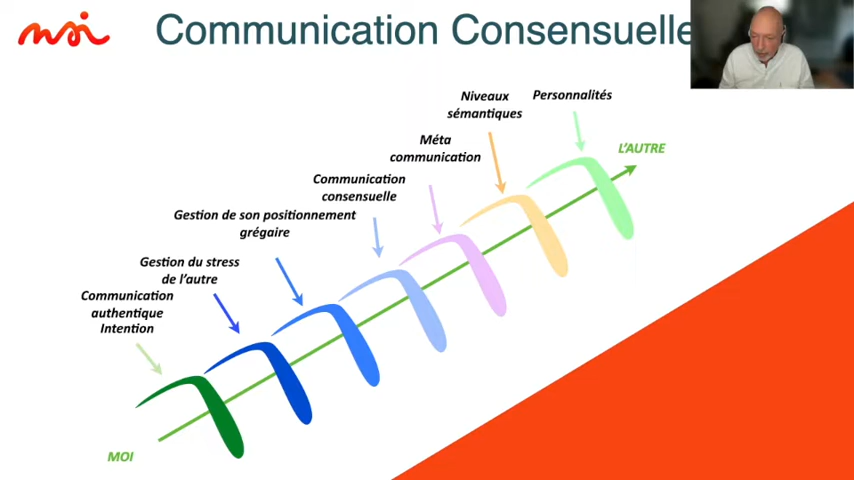 nsi
Communication Consensuelle
Niveaux
sémantiques
Personnalités
Méta
communication
L'AUTRE
Communication
consensuelle
Gestion de son positionnement
grégaire
Gestion du stress
de l'autre
Communication
authentique
Intention
MOI